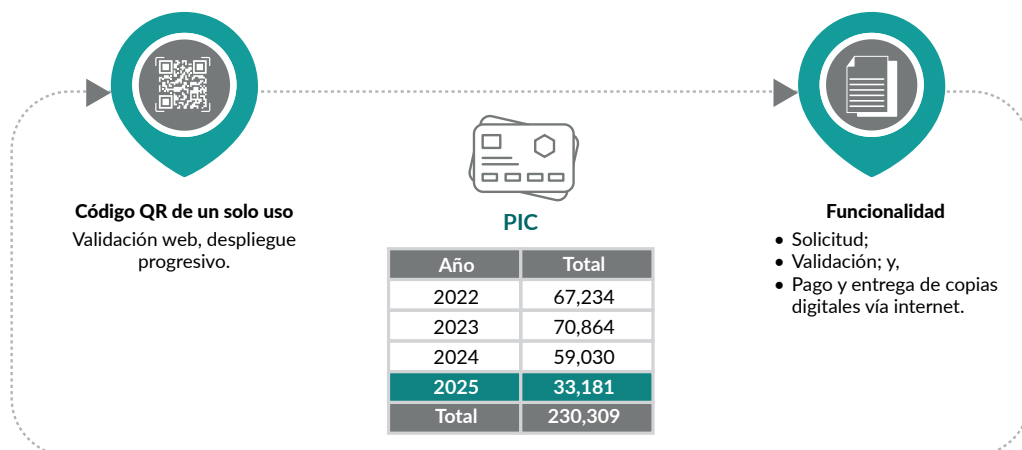 Código QR de un solo uso
Validación web, despliegue
progresivo.
PIC
Año Total
2022 67,234
2023 70,864
2024 59,030
2025 33,181
Total 230,309
Funcionalidad
• Solicitud;
• Validación; y,
• Pago y entrega de copias
digitales vía internet.